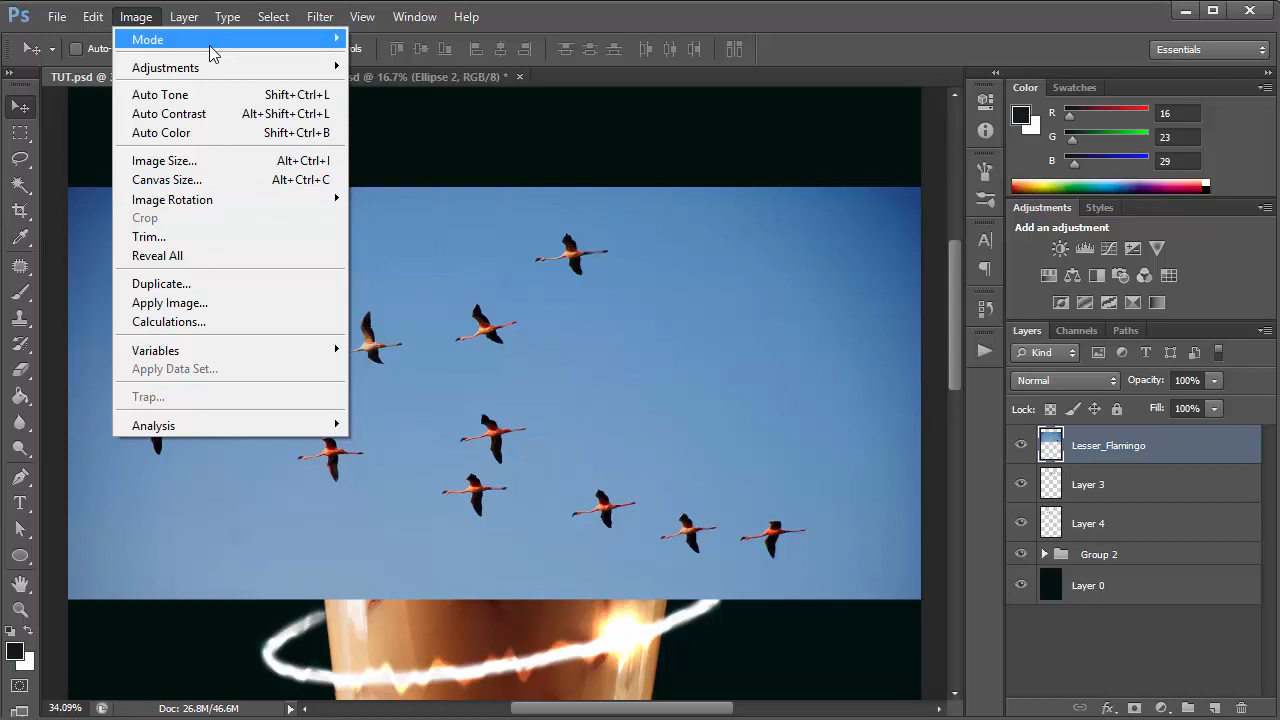 Ps File Edit Image Layer Type Select Filter View Window Help
Auto- ls Essentials
TUT.psd @ 3 .psd @ 16.7% (Ellipse 2, RGB/8) *
Mode
Adjustments
Auto Tone Shift+Ctrl+L
Auto Contrast Alt+Shift+Ctrl+L
Auto Color Shift+Ctrl+B
Image Size... Alt+Ctrl+I
Canvas Size... Alt+Ctrl+C
Image Rotation
Crop
Trim...
Reveal All
Duplicate...
Apply Image...
Calculations...
Variables
Apply Data Set...
Trap...
Analysis
Color Swatches
R 16
G 23
B 29
Adjustments Styles
Add an adjustment
Layers Channels Paths
Kind
Normal Opacity: 100%
Lock: Fill: 100%
Lesser_Flamingo
Layer 3
Layer 4
Group 2
Layer 0
34.09% Doc: 26.8M/46.6M